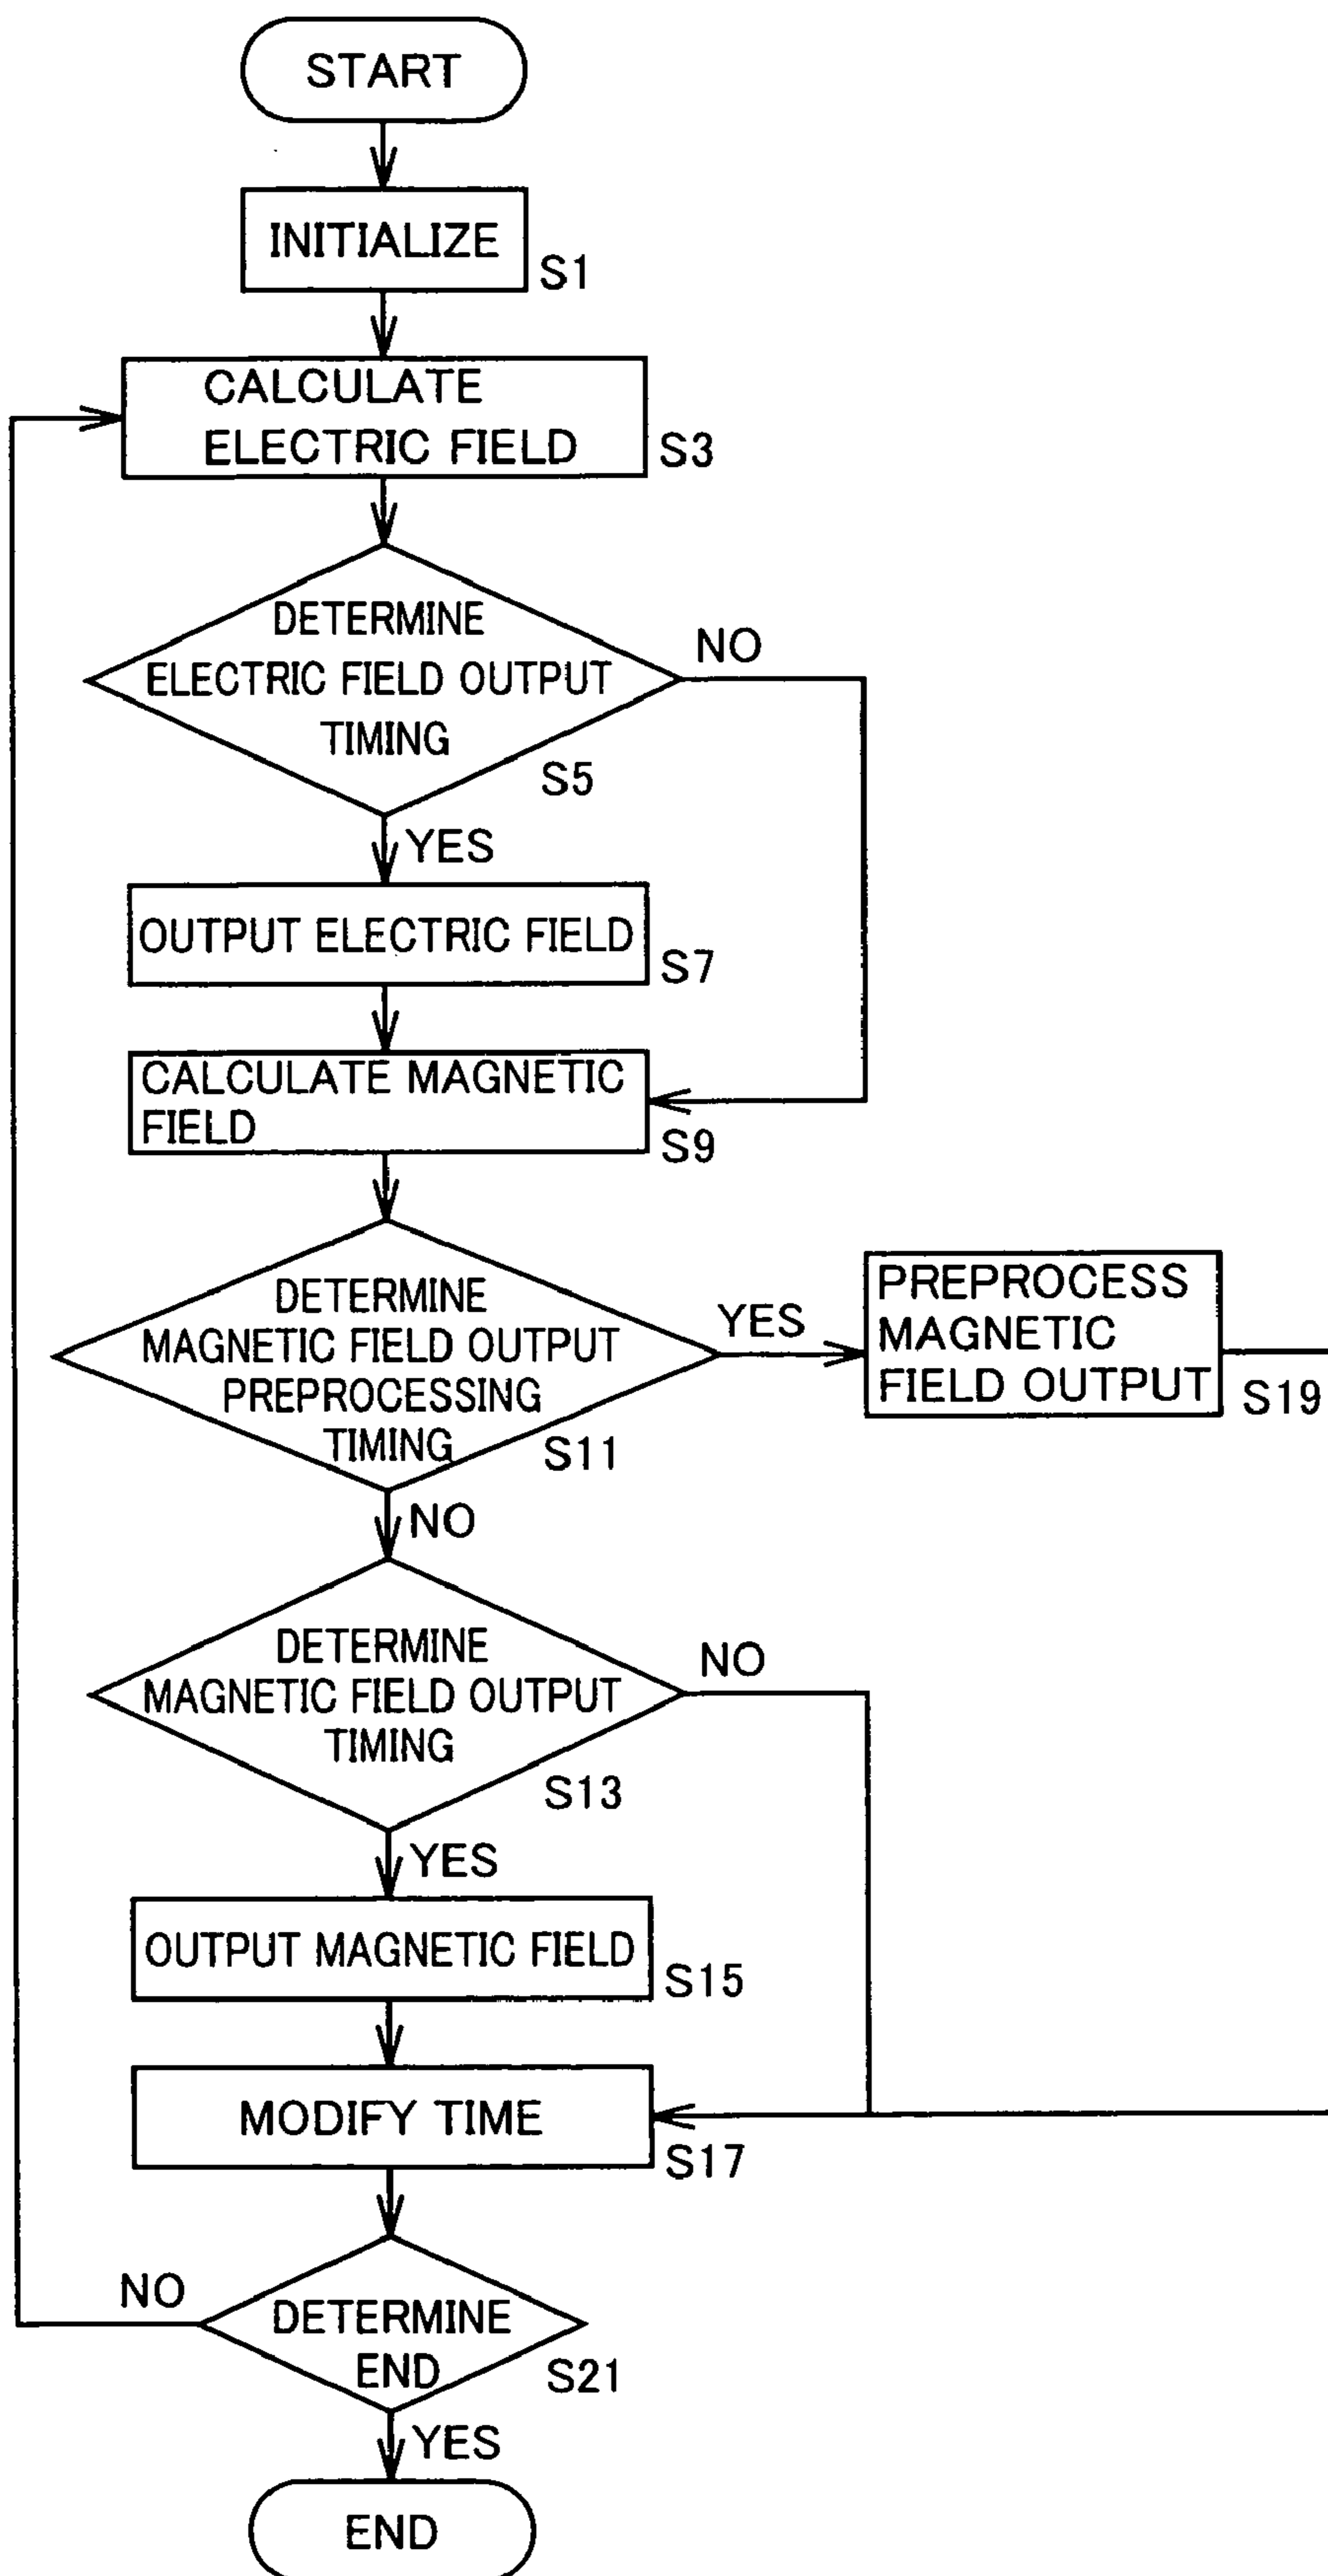 START
INITIALIZE
S1
CALCULATE
ELECTRIC FIELD
S3
DETERMINE
ELECTRIC FIELD OUTPUT
TIMING
S5
NO
YES
OUTPUT ELECTRIC FIELD
S7
CALCULATE MAGNETIC
FIELD
S9
DETERMINE
MAGNETIC FIELD OUTPUT
PREPROCESSING
TIMING
S11
YES
PREPROCESS
MAGNETIC
FIELD OUTPUT
S19
NO
DETERMINE
MAGNETIC FIELD OUTPUT
TIMING
S13
NO
YES
OUTPUT MAGNETIC FIELD
S15
MODIFY TIME
S17
NO
DETERMINE
END
S21
YES
END